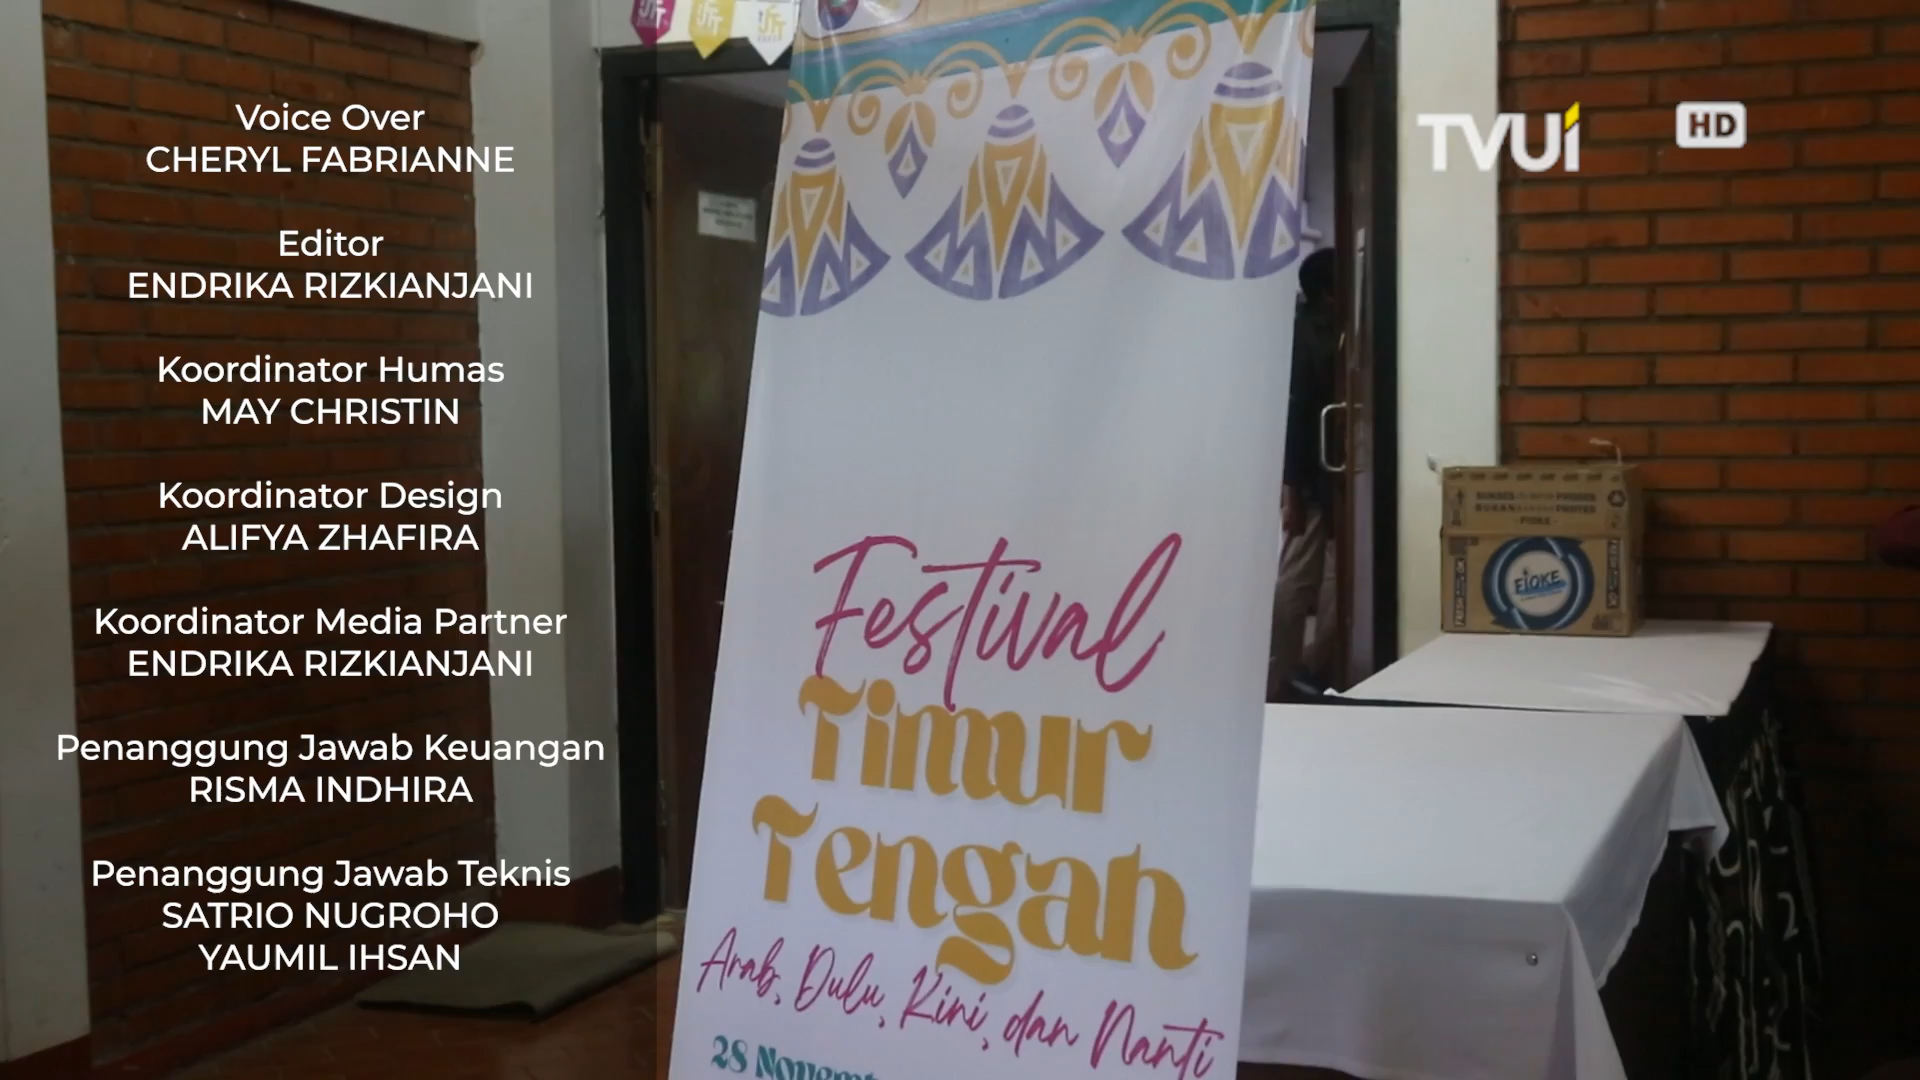 Voice Over
CHERYL FABRIANNE
Editor
ENDRIKA RIZKIANJANI
Koordinator Humas
MAY CHRISTIN
Koordinator Design
ALIFYA ZHAFIRA
Koordinator Media Partner
ENDRIKA RIZKIANJANI
Penanggung Jawab Keuangan
RISMA INDHIRA
Penanggung Jawab Teknis
SATRIO NUGROHO
YAUMIL IHSAN
TVUI
HD
Festival
Timur
Tengah
Arab, Dulu, Kini, dan Nanti
28